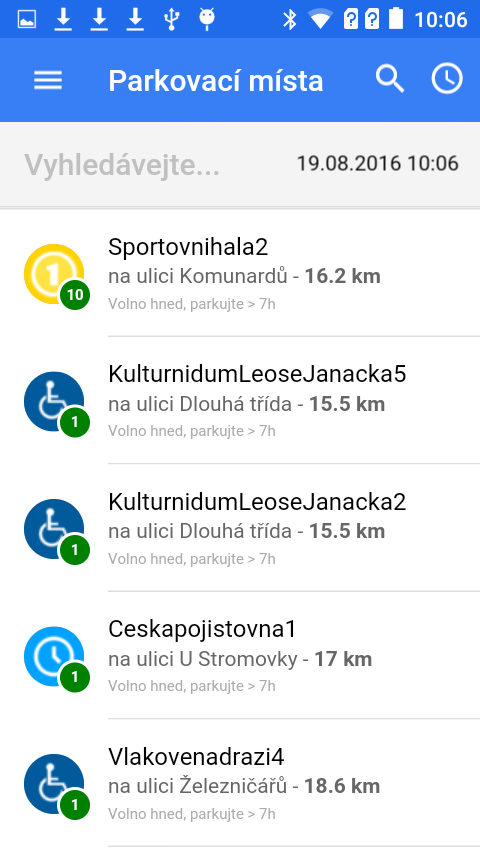 10:06
Parkovací místa
Vyhledávejte...
19.08.2016 10:06
Sportovnihala2
na ulici Komunardů - 16.2 km
1
10
Volno hned, parkujte > 7h
KulturnidumLeoseJanacka5
na ulici Dlouhá třída - 15.5 km
1
Volno hned, parkujte > 7h
KulturnidumLeoseJanacka2
na ulici Dlouhá třída - 15.5 km
1
Volno hned, parkujte > 7h
Ceskapojistovna1
na ulici U Stromovky - 17 km
1
Volno hned, parkujte > 7h
Vlakovenadrazi4
na ulici Železničářů - 18.6 km
1
Volno hned, parkujte > 7h